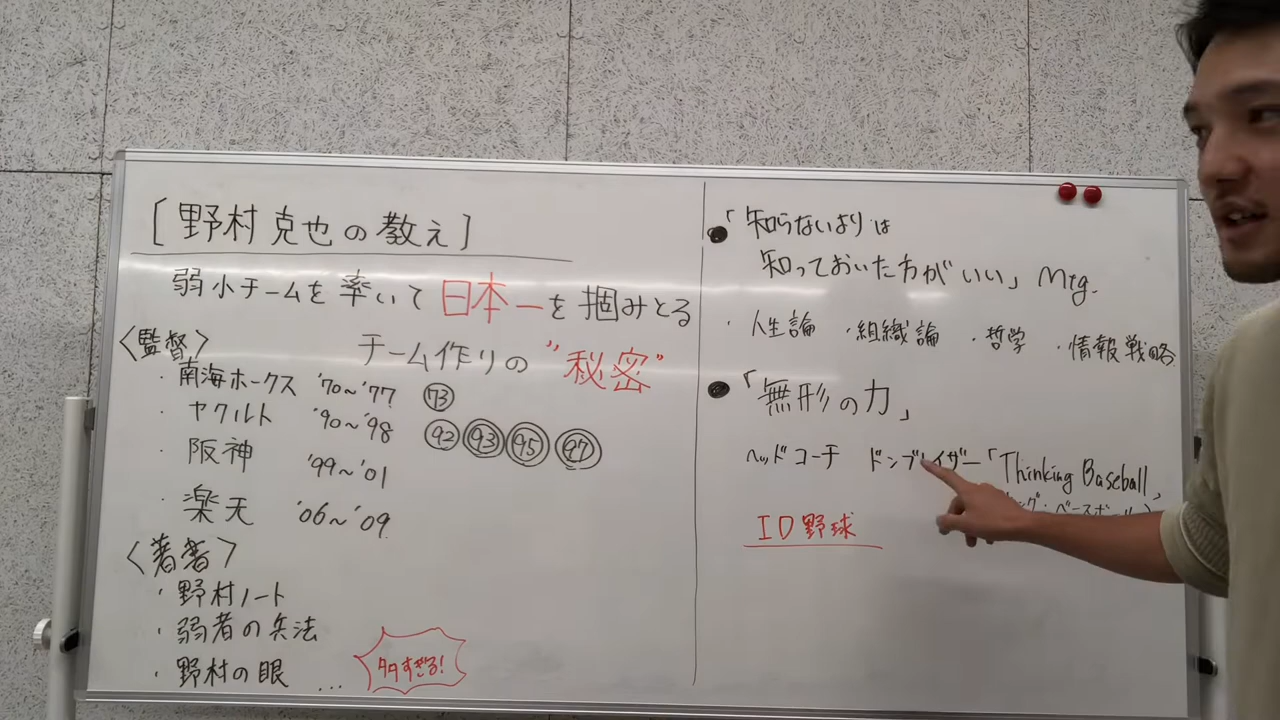 [野村克也の教え]
弱小チームを率いて日本一を掴みとる
チーム作りの"秘密"
<監督>
・南海ホークス '70~'77 73
・ヤクルト '90~'98 92 93 95 97
・阪神 '99~'01
・楽天 '06~'09
<著書>
・野村ノート
・弱者の兵法
・野村の眼 ...
多すぎる!
●「知らないよりは
知っておいた方がいい」Mtg.
・人生論 ・組織論 ・哲学 ・情報戦略
●「無形の力」
ヘッドコーチ ドンブレイザー「Thinking Baseball」
グ・ベースボール)
ID野球